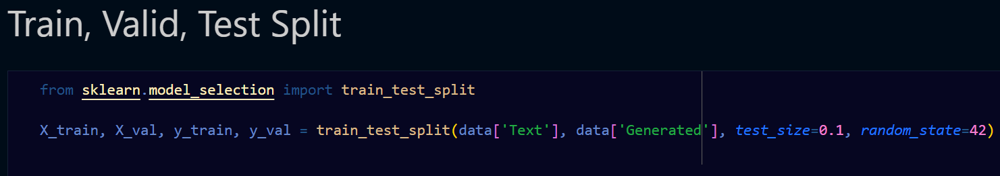 Train, Valid, Test Split
from sklearn.model_selection import train_test_split
X_train, X_val, y_train, y_val = train_test_split(data['Text'], data['Generated'], test_size=0.1, random_state=42)